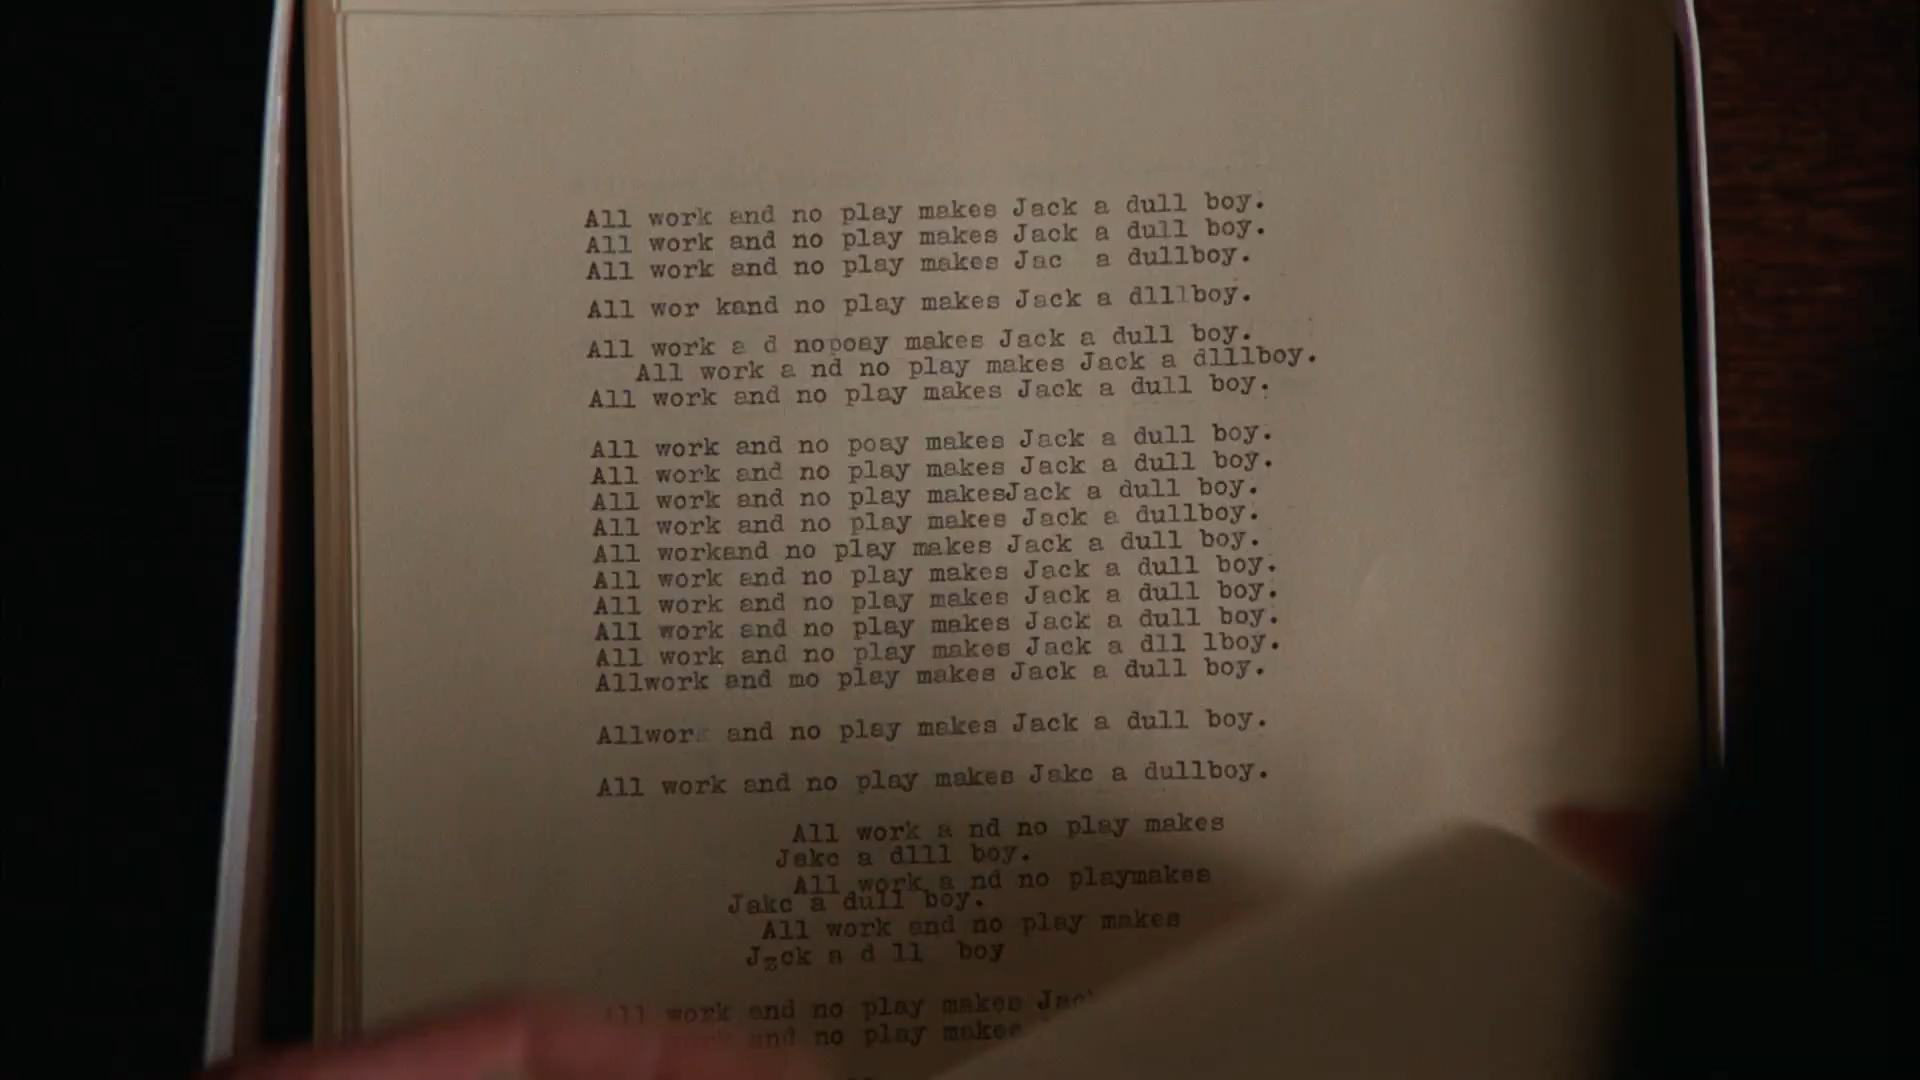 All work and no play makes Jack a dull boy.
All work and no play makes Jack a dull boy.
All work and no play makes Jac  a dullboy.
All wor kand no play makes Jack a dlllboy.
All work a d nopoay makes Jack a dull boy.
All work a nd no play makes Jack a dlllboy.
All work and no play makes Jack a dull boy.
All work and no poay makes Jack a dull boy.
All work and no play makes Jack a dull boy.
All work and no play makesJack a dull boy.
All work and no play makes Jack a dullboy.
All workand no play makes Jack a dull boy.
All work and no play makes Jack a dull boy.
All work and no play makes Jack a dull boy.
All work and no play makes Jack a dull boy.
All work and no play makes Jack a dll lboy.
Allwork and mo play makes Jack a dull boy.
Allwork and no play makes Jack a dull boy.
All work and no play makes Jakc a dullboy.
All work a nd no play makes
Jakc a dlll boy.
All work a nd no playmakes
Jakc a dull boy.
All work and no play makes
Jzck a d ll  boy
All work and no play makes
and no play makes